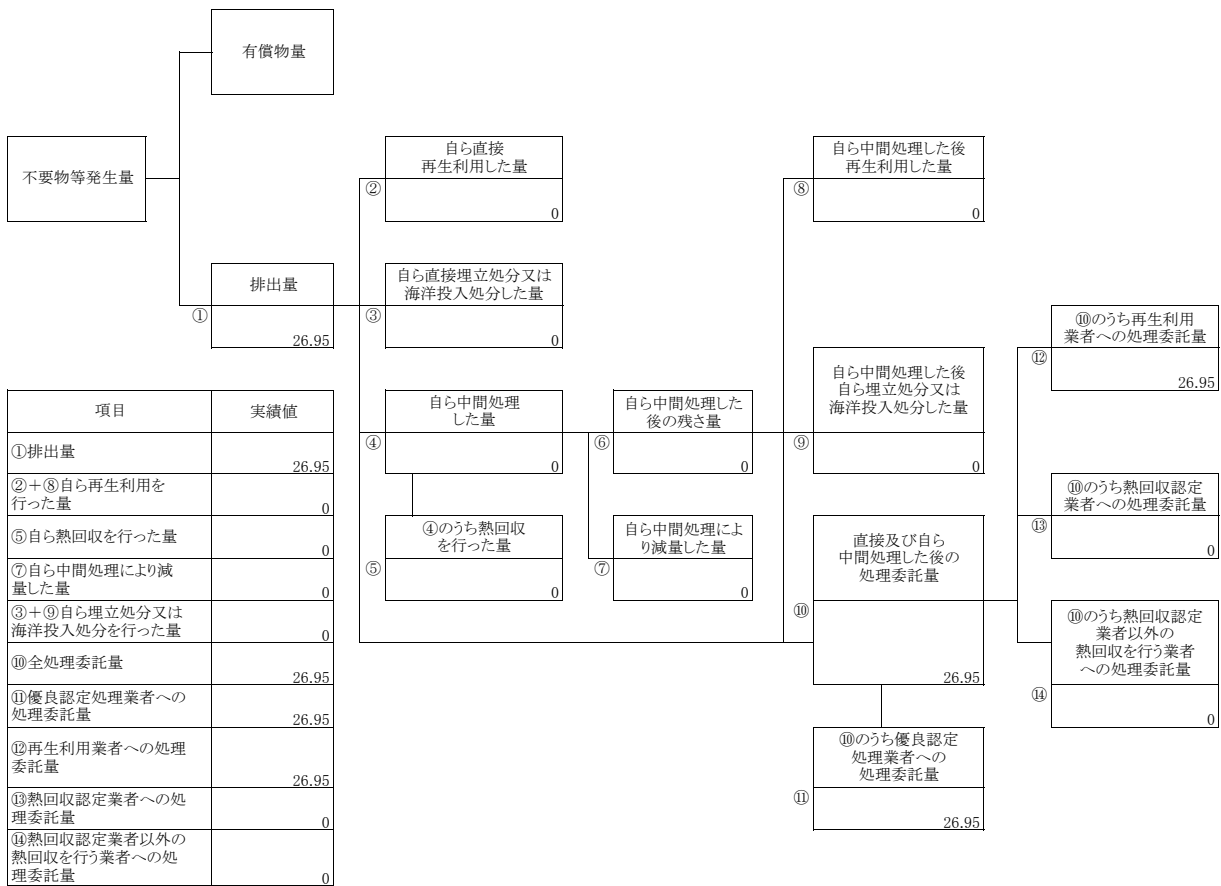 有償物量
不要物等発生量
自ら直接
再生利用した量
②
0
自ら中間処理した後
再生利用した量
⑧
0
排出量
①
26.95
自ら直接埋立処分又は
海洋投入処分した量
③
0
⑩のうち再生利用
業者への処理委託量
⑫
26.95
自ら中間処理
した量
④
0
自ら中間処理した
後の残さ量
⑥
0
自ら中間処理した後
自ら埋立処分又は
海洋投入処分した量
⑨
0
④のうち熱回収
を行った量
⑤
0
自ら中間処理によ
り減量した量
⑦
0
直接及び自ら
中間処理した後の
処理委託量
⑩
26.95
⑩のうち熱回収認定
業者への処理委託量
⑬
0
⑩のうち熱回収認定
業者以外の
熱回収を行う業者
への処理委託量
⑭
0
⑩のうち優良認定
処理業者への
処理委託量
⑪
26.95
項目 実績値
①排出量 26.95
②＋⑧自ら再生利用を
行った量 0
⑤自ら熱回収を行った量 0
⑦自ら中間処理により減
量した量 0
③＋⑨自ら埋立処分又は
海洋投入処分を行った量 0
⑩全処理委託量 26.95
⑪優良認定処理業者への
処理委託量 26.95
⑫再生利用業者への処理
委託量 26.95
⑬熱回収認定業者への処
理委託量 0
⑭熱回収認定業者以外の
熱回収を行う業者への処
理委託量 0